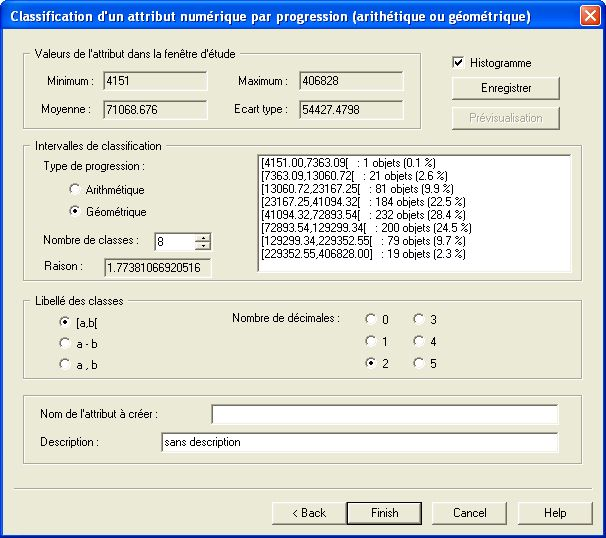 Classification d'un attribut numérique par progression (arithétique ou géométrique)
Valeurs de l'attribut dans la fenêtre d'étude
Minimum : 4151 Maximum : 406828
Moyenne : 71068.676 Ecart type : 54427.4798
Histogramme
Enregistrer
Prévisualisation
Intervalles de classification
Type de progression :
Arithmétique
Géométrique
Nombre de classes : 8
Raison : 1.77381066920516
[4151.00,7363.09[ : 1 objets (0.1 %)
[7363.09,13060.72[ : 21 objets (2.6 %)
[13060.72,23167.25[ : 81 objets (9.9 %)
[23167.25,41094.32[ : 184 objets (22.5 %)
[41094.32,72893.54[ : 232 objets (28.4 %)
[72893.54,129299.34[ : 200 objets (24.5 %)
[129299.34,229352.55[ : 79 objets (9.7 %)
[229352.55,406828.00] : 19 objets (2.3 %)
Libellé des classes
[a,b[
a - b
a , b
Nombre de décimales :
0 3
1 4
2 5
Nom de l'attribut à créer :
Description : sans description
< Back Finish Cancel Help